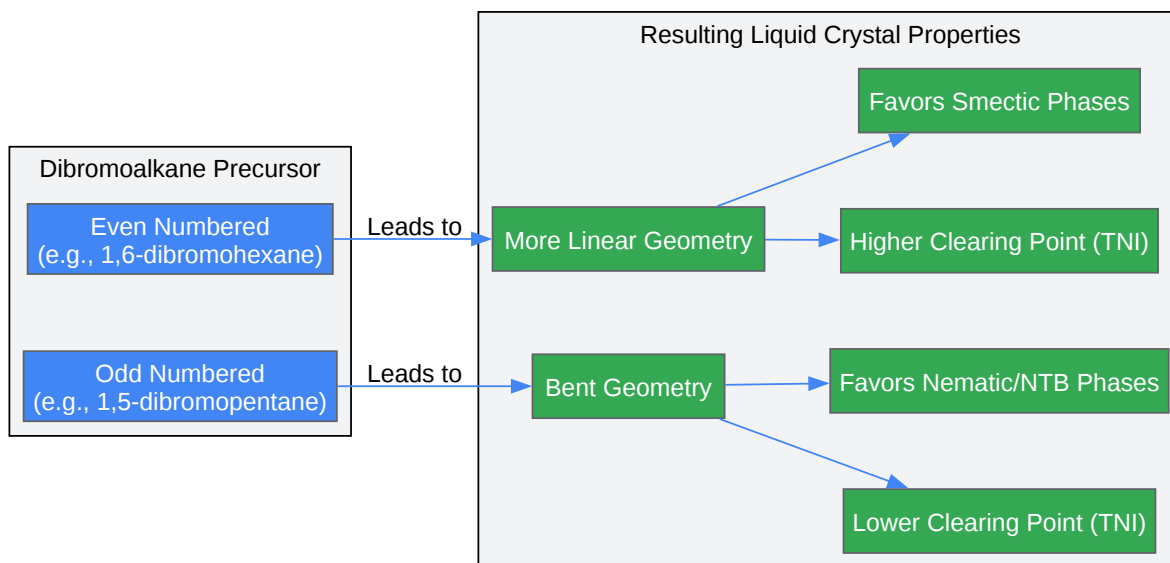 Resulting Liquid Crystal Properties
Favors Smectic Phases
Dibromoalkane Precursor
Even Numbered
(e.g., 1,6-dibromohexane)
Leads to
More Linear Geometry
Higher Clearing Point (TNI)
Odd Numbered
(e.g., 1,5-dibromopentane)
Leads to
Bent Geometry
Favors Nematic/NTB Phases
Lower Clearing Point (TNI)